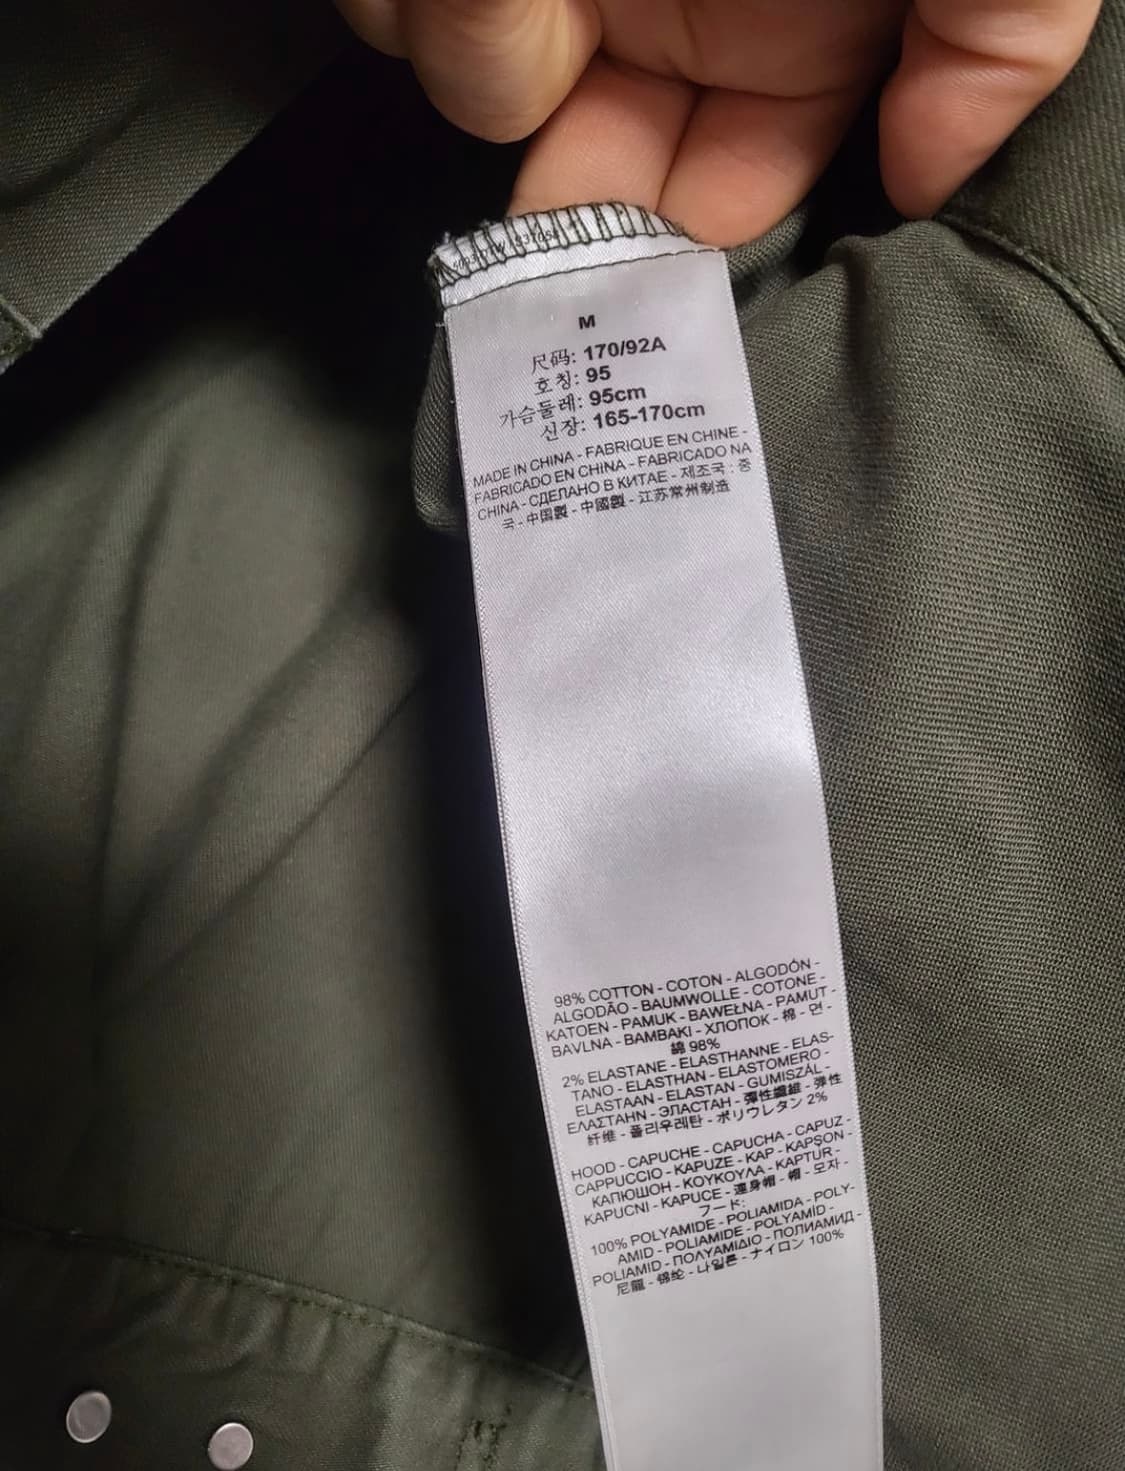 M
尺码: 170/92A
호칭: 95
가슴둘레: 95cm
신장: 165-170cm
MADE IN CHINA - FABRIQUE EN CHINE -
FABRICADO EN CHINA - FABRICADO NA
CHINA - СДЕЛАНО В КИТАЕ - 제조국 : 중
국 - 中国製 - 中國製 - 江苏常州制造
98% COTTON - COTON - ALGODÓN -
ALGODÃO - BAUMWOLLE - COTONE -
KATOEN - PAMUK - BAWEŁNA - PAMUT -
BAVLNA - ΒΑΜΒΑΚΙ - ХЛОПОК - 棉 - 면 -
綿 98%
2% ELASTANE - ELASTHANNE - ELAS-
TANO - ELASTHAN - ELASTOMERO -
ELASTAAN - ELASTAN - GUMISZÁL -
ΕΛΑΣΤΑΗΝ - ЭЛАСТАН - 彈性纖維 - 弹性
纤维 - 폴리우레탄 - ポリウレタン 2%
HOOD - CAPUCHE - CAPUCHA - CAPUZ -
CAPPUCCIO - KAPUZE - KAP - KAPŞON -
КАПЮШОН - ΚΟΥΚΟΥΛΑ - KAPTUR -
KAPUCNI - KAPUCE - 連身帽 - 帽 - 모자 -
フード:
100% POLYAMIDE - POLIAMIDA - POLY-
AMID - POLIAMIDE - POLYAMÍD -
POLIAMID - ΠΟΛΥΑΜΙΔΙΟ - ПОЛИАМИД -
尼龍 - 锦纶 - 나일론 - ナイロン 100%